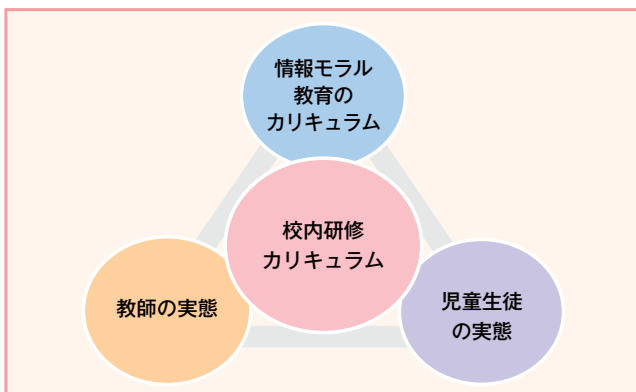 情報モラル
教育の
カリキュラム
校内研修
カリキュラム
教師の実態
児童生徒
の実態